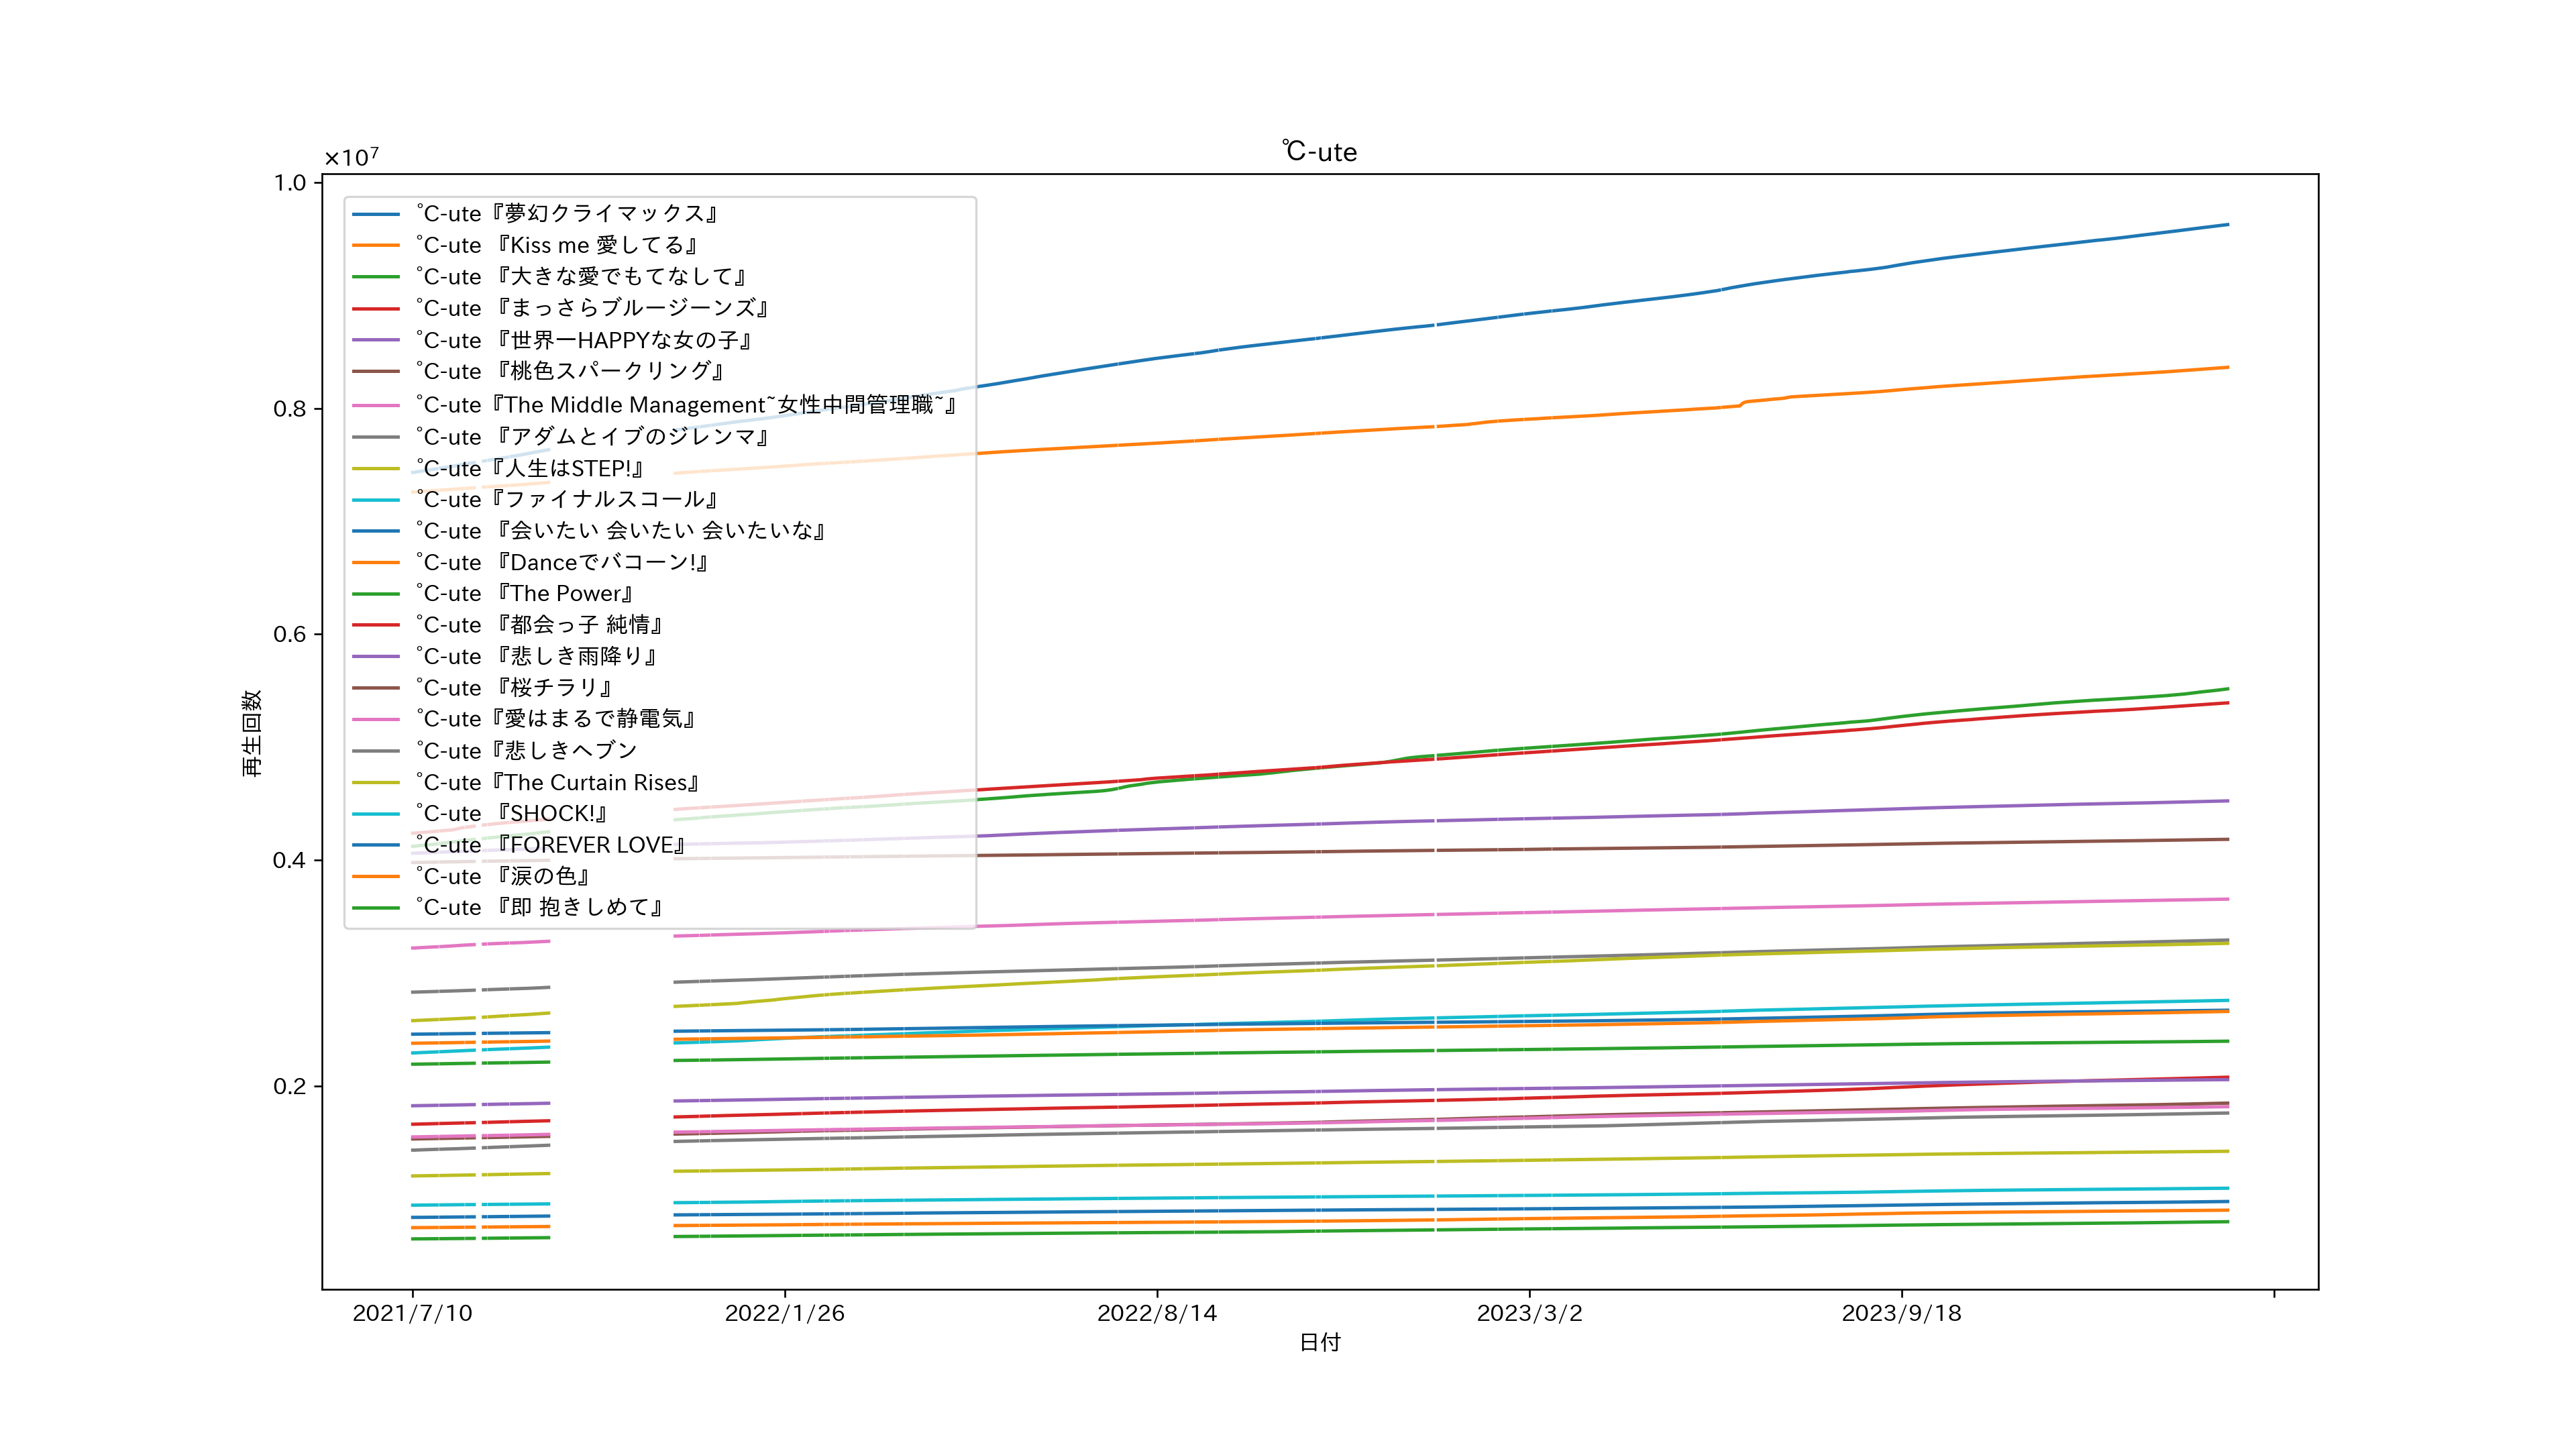 ℃-ute
×10⁷
1.0
0.8
0.6
0.4
0.2
再生回数
°C-ute『夢幻クライマックス』
°C-ute 『Kiss me 愛してる』
°C-ute 『大きな愛でもてなして』
°C-ute 『まっさらブルージーンズ』
°C-ute 『世界一HAPPYな女の子』
°C-ute 『桃色スパークリング』
°C-ute『The Middle Management~女性中間管理職~』
°C-ute 『アダムとイブのジレンマ』
°C-ute『人生はSTEP!』
°C-ute『ファイナルスコール』
°C-ute 『会いたい 会いたい 会いたいな』
°C-ute 『Danceでバコーン!』
°C-ute 『The Power』
°C-ute 『都会っ子 純情』
°C-ute 『悲しき雨降り』
°C-ute 『桜チラリ』
°C-ute『愛はまるで静電気』
°C-ute『悲しきヘブン
°C-ute『The Curtain Rises』
°C-ute 『SHOCK!』
°C-ute 『FOREVER LOVE』
°C-ute 『涙の色』
°C-ute 『即 抱きしめて』
2021/7/10
2022/1/26
2022/8/14
2023/3/2
2023/9/18
日付